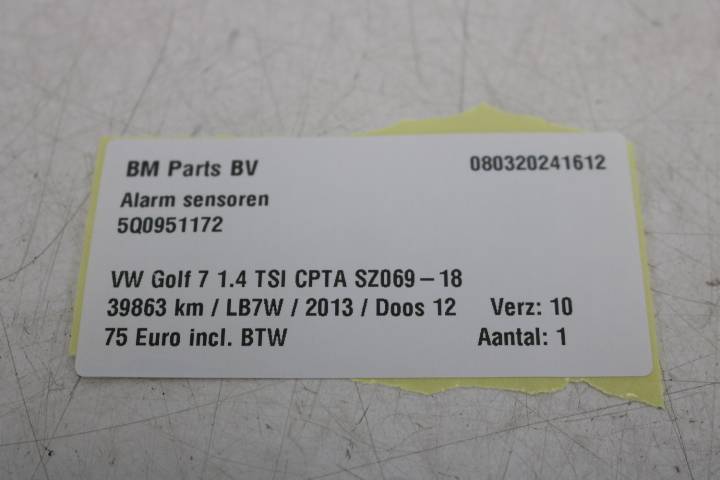 BM Parts BV 080320241612
Alarm sensoren
5Q0951172
VW Golf 7 1.4 TSI CPTA SZ069-18
39863 km / LB7W / 2013 / Doos 12 Verz: 10
75 Euro incl. BTW Aantal: 1